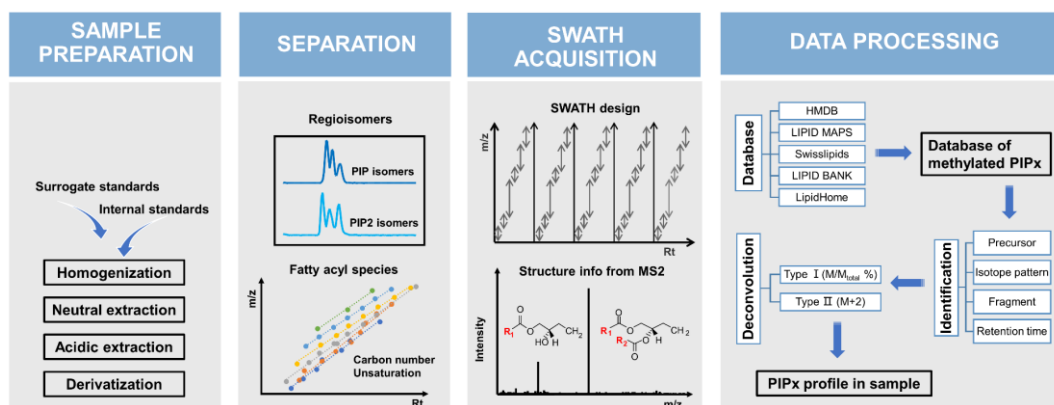 SAMPLE
PREPARATION
Surrogate standards
Internal standards
Homogenization
Neutral extraction
Acidic extraction
Derivatization
SEPARATION
Regioisomers
PIP isomers
PIP2 isomers
Fatty acyl species
m/z
Carbon number
Unsaturation
Rt
SWATH
ACQUISITION
SWATH design
m/z
Rt
Structure info from MS2
Intensity
R1
O
O
HO
H
CH2
R1
O
O
R2
O
O
H
CH2
m/z
DATA PROCESSING
Database
HMDB
LIPID MAPS
Swisslipids
LIPID BANK
LipidHome
Database of
methylated PIPx
Identification
Precursor
Isotope pattern
Fragment
Retention time
Deconvolution
Type Ⅰ (M/Mtotal %)
Type Ⅱ (M+2)
PIPx profile in sample